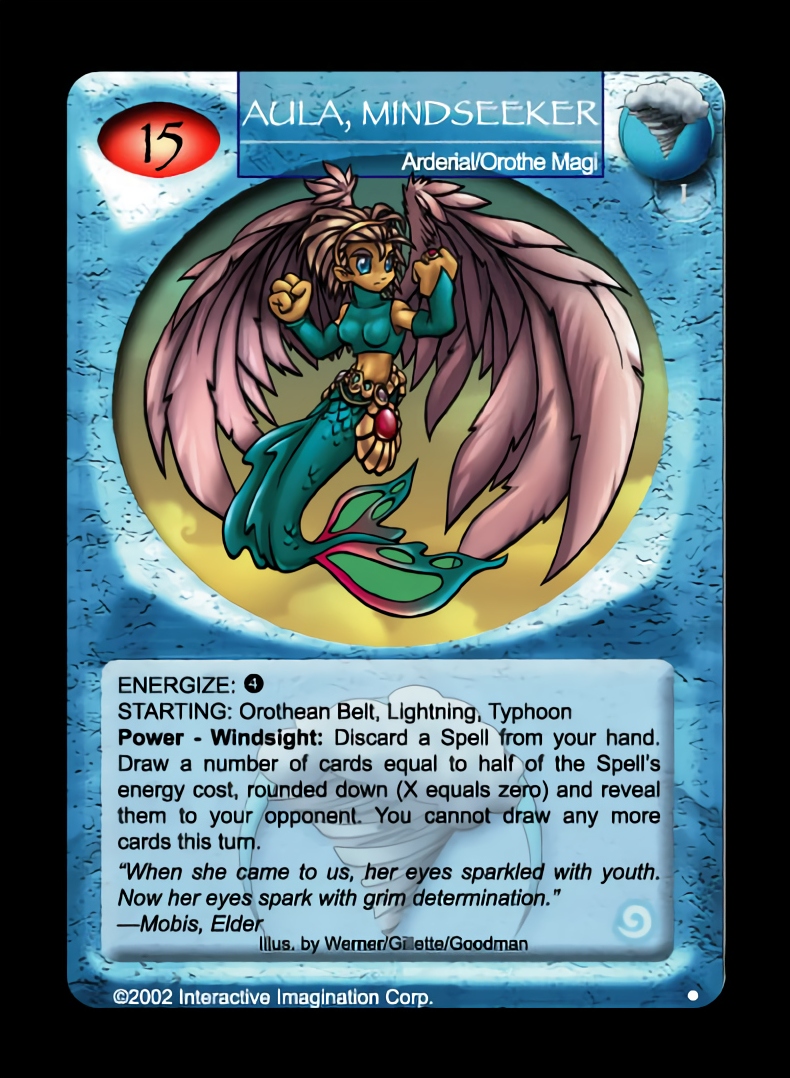 15
AULA, MINDSEEKER
Arderial/Orothe Magi
1
ENERGIZE: 4
STARTING: Orothean Belt, Lightning, Typhoon
Power - Windsight: Discard a Spell from your hand.
Draw a number of cards equal to half of the Spell's
energy cost, rounded down (X equals zero) and reveal
them to your opponent. You cannot draw any more
cards this turn.
“When she came to us, her eyes sparkled with youth.
Now her eyes spark with grim determination.”
—Mobis, Elder
Illus. by Werner/Gillette/Goodman
©2002 Interactive Imagination Corp.